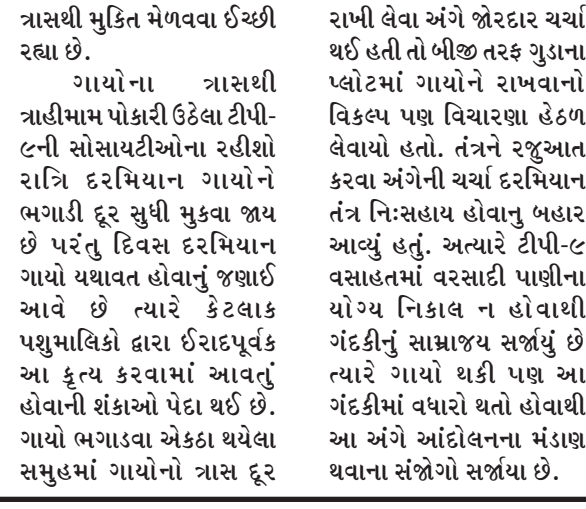 ત્રાસથી મુકિત મેળવવા ઈચ્છી
રહ્યા છે.
ગાયોના ત્રાસથી
ત્રાહીમામ પોકારી ઉઠેલા ટીપી-
૯ની સોસાયટીઓના રહીશો
રાત્રિ દરમિયાન ગાયોને
ભગાડી દૂર સુધી મુકવા જાય
છે પરંતુ દિવસ દરમિયાન
ગાયો યથાવત હોવાનું જણાઈ
આવે છે ત્યારે કેટલાક
પશુમાલિકો દ્વારા ઈરાદપૂર્વક
આ કૃત્ય કરવામાં આવતું
હોવાની શંકાઓ પેદા થઈ છે.
ગાયો ભગાડવા એકઠા થયેલા
સમુહમાં ગાયોનો ત્રાસ દૂર
રાખી લેવા અંગે જોરદાર ચર્ચા
થઈ હતી તો બીજી તરફ ગુડાના
પ્લોટમાં ગાયોને રાખવાનો
વિકલ્પ પણ વિચારણા હેઠળ
લેવાયો હતો. તંત્રને રજુઆત
કરવા અંગેની ચર્ચા દરમિયાન
તંત્ર નિઃસહાય હોવાનુ બહાર
આવ્યું હતું. અત્યારે ટીપી-૯
વસાહતમાં વરસાદી પાણીના
યોગ્ય નિકાલ ન હોવાથી
ગંદકીનું સામ્રાજય સર્જાયું છે
ત્યારે ગાયો થકી પણ આ
ગંદકીમાં વધારો થતો હોવાથી
આ અંગે આંદોલનના મંડાણ
થવાના સંજોગો સર્જાયા છે.